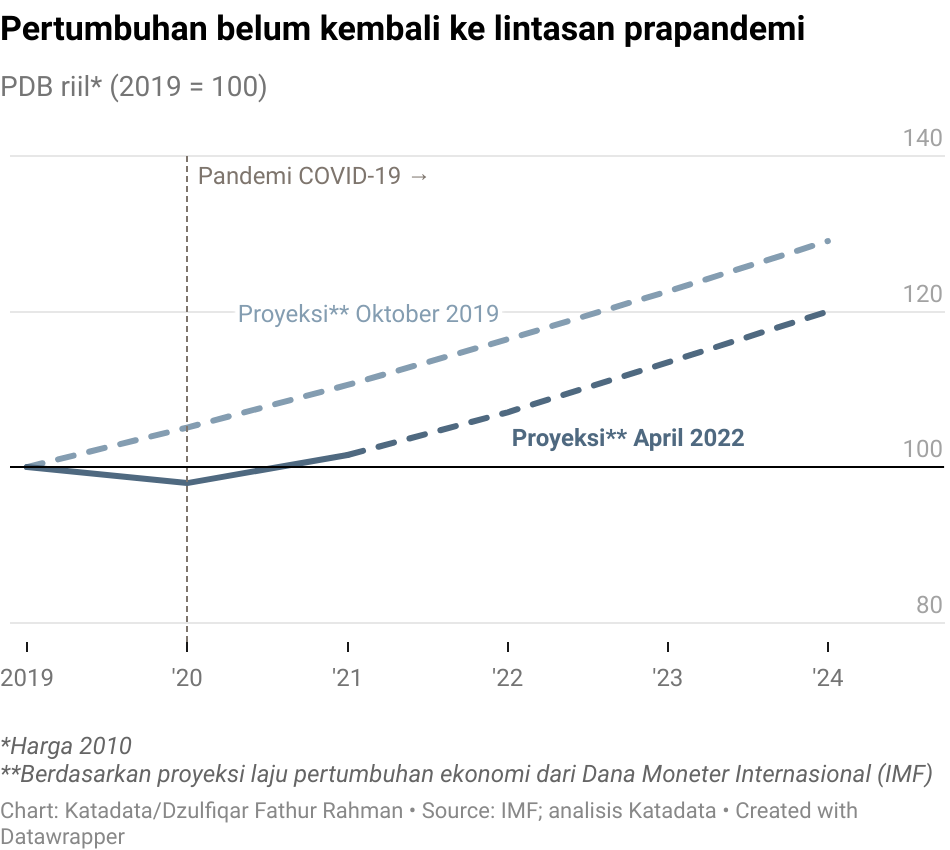 Pertumbuhan belum kembali ke lintasan prapandemi
PDB riil* (2019 = 100)
140
Pandemi COVID-19 →
120
Proyeksi** Oktober 2019
Proyeksi** April 2022
100
80
2019 '20 '21 '22 '23 '24
*Harga 2010
**Berdasarkan proyeksi laju pertumbuhan ekonomi dari Dana Moneter Internasional (IMF)
Chart: Katadata/Dzulfiqar Fathur Rahman • Source: IMF; analisis Katadata • Created with
Datawrapper